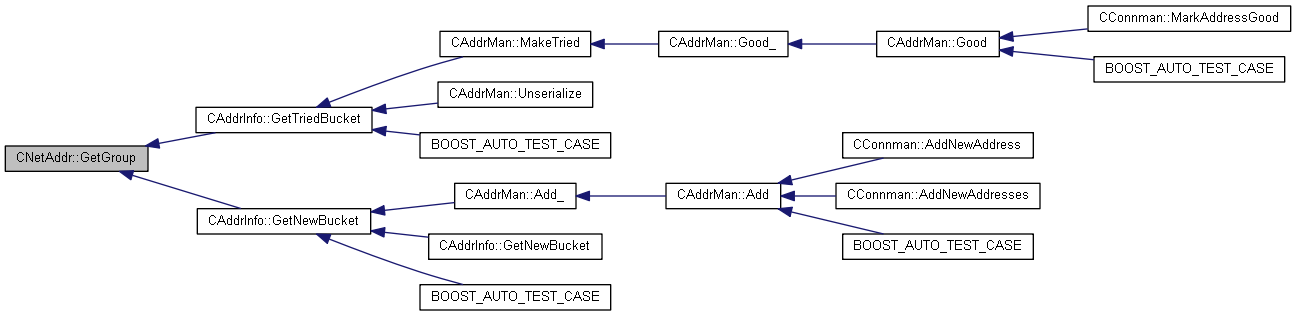 CConnman::MarkAddressGood
CAddrMan::MakeTried
CAddrMan::Good_
CAddrMan::Good
BOOST_AUTO_TEST_CASE
CAddrMan::Unserialize
CAddrInfo::GetTriedBucket
BOOST_AUTO_TEST_CASE
CNetAddr::GetGroup
CConnman::AddNewAddress
CAddrMan::Add_
CAddrMan::Add
CConnman::AddNewAddresses
CAddrInfo::GetNewBucket
CAddrInfo::GetNewBucket
BOOST_AUTO_TEST_CASE
BOOST_AUTO_TEST_CASE